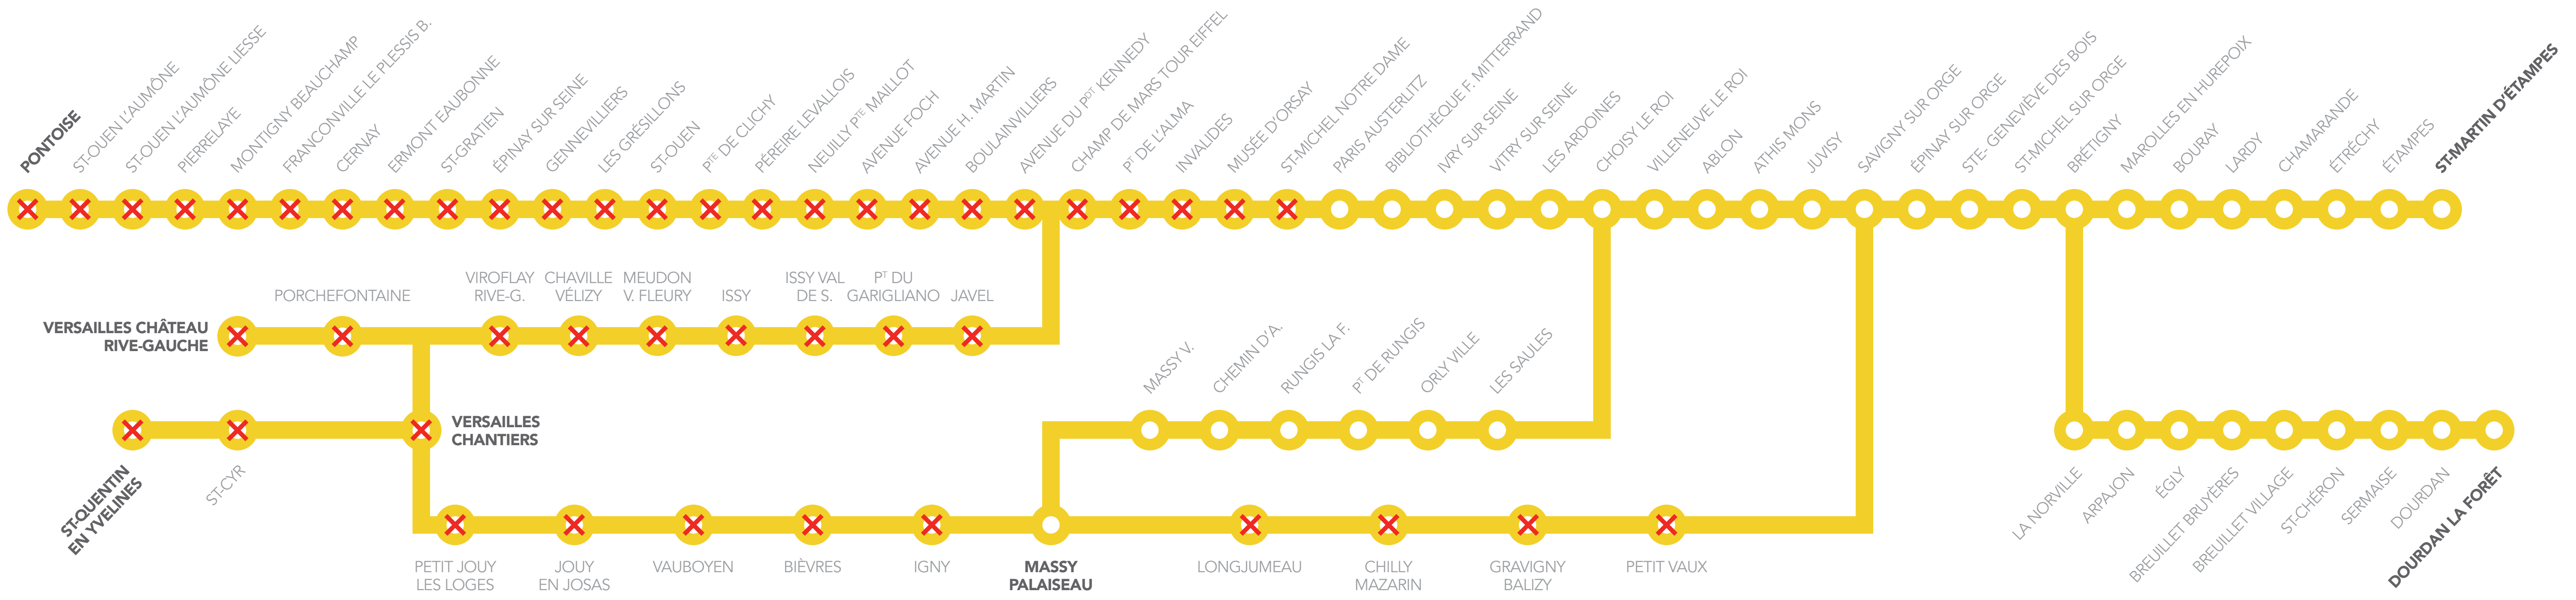 PONTOISE
ST-OUEN L'AUMÔNE
ST-OUEN L'AUMÔNE LIESSE
PIERRELAYE
MONTIGNY BEAUCHAMP
FRANCONVILLE LE PLESSIS B.
CERNAY
ERMONT EAUBONNE
ST-GRATIEN
ÉPINAY SUR SEINE
GENNEVILLIERS
LES GRÉSILLONS
ST-OUEN
PTE DE CLICHY
PÉREIRE LEVALLOIS
NEUILLY PTE MAILLOT
AVENUE FOCH
AVENUE H. MARTIN
BOULAINVILLIERS
AVENUE DU PDT KENNEDY
CHAMP DE MARS TOUR EIFFEL
PT DE L'ALMA
INVALIDES
MUSÉE D'ORSAY
ST-MICHEL NOTRE DAME
PARIS AUSTERLITZ
BIBLIOTHÈQUE F. MITTERRAND
IVRY SUR SEINE
VITRY SUR SEINE
LES ARDOINES
CHOISY LE ROI
VILLENEUVE LE ROI
ABLON
ATHIS MONS
JUVISY
SAVIGNY SUR ORGE
ÉPINAY SUR ORGE
STE- GENEVIÈVE DES BOIS
ST-MICHEL SUR ORGE
BRÉTIGNY
MAROLLES EN HUREPOIX
BOURAY
LARDY
CHAMARANDE
ÉTRÉCHY
ÉTAMPES
ST-MARTIN D'ÉTAMPES
VERSAILLES CHÂTEAU
RIVE-GAUCHE
PORCHEFONTAINE
VIROFLAY
RIVE-G.
CHAVILLE
VÉLIZY
MEUDON
V. FLEURY
ISSY
ISSY VAL
DE S.
PT DU
GARIGLIANO
JAVEL
MASSY V.
CHEMIN D'A.
RUNGIS LA F.
PT DE RUNGIS
ORLY VILLE
LES SAULES
ST-QUENTIN
EN YVELINES
ST-CYR
VERSAILLES
CHANTIERS
LA NORVILLE
ARPAJON
ÉGLY
BREUILLET BRUYÈRES
BREUILLET VILLAGE
ST-CHÉRON
SERMAISE
DOURDAN
DOURDAN LA FORÊT
PETIT JOUY
LES LOGES
JOUY
EN JOSAS
VAUBOYEN
BIÈVRES
IGNY
MASSY
PALAISEAU
LONGJUMEAU
CHILLY
MAZARIN
GRAVIGNY
BALIZY
PETIT VAUX